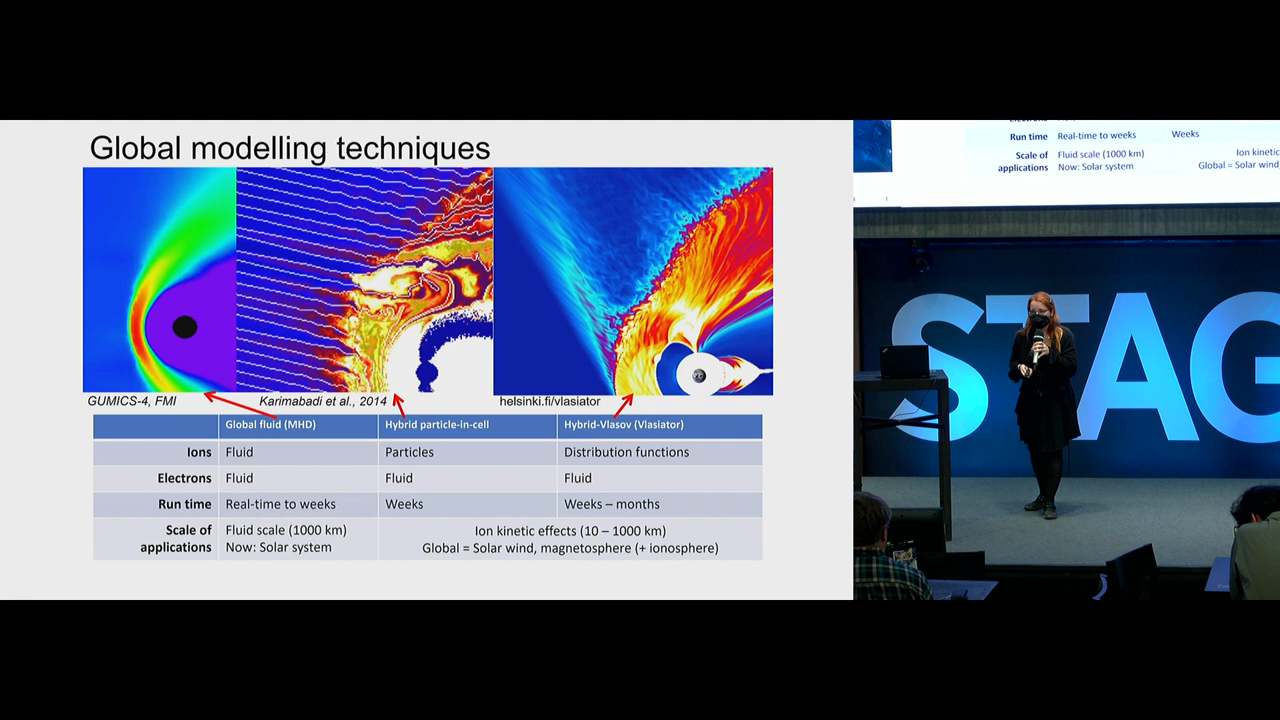 Global modelling techniques
GUMICS-4, FMI
Karimabadi et al., 2014
helsinki.fi/vlasiator
Global fluid (MHD) Hybrid particle-in-cell Hybrid-Vlasov (Vlasiator)
Ions Fluid Particles Distribution functions
Electrons Fluid Fluid Fluid
Run time Real-time to weeks Weeks Weeks – months
Scale of applications Fluid scale (1000 km) Ion kinetic effects (10 – 1000 km)
Now: Solar system Global = Solar wind, magnetosphere (+ ionosphere)
Run time Real-time to weeks Weeks
Scale of Fluid scale (1000 km) Ion kinetic
applications Now: Solar system Global = Solar wind,
STAG